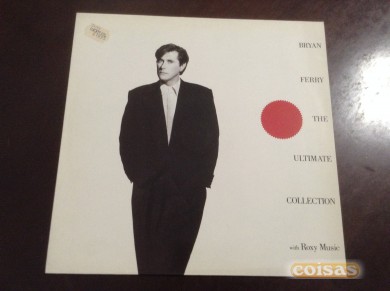 BRYAN
FERRY
THE
ULTIMATE
COLLECTION
with Roxy Music
coisas